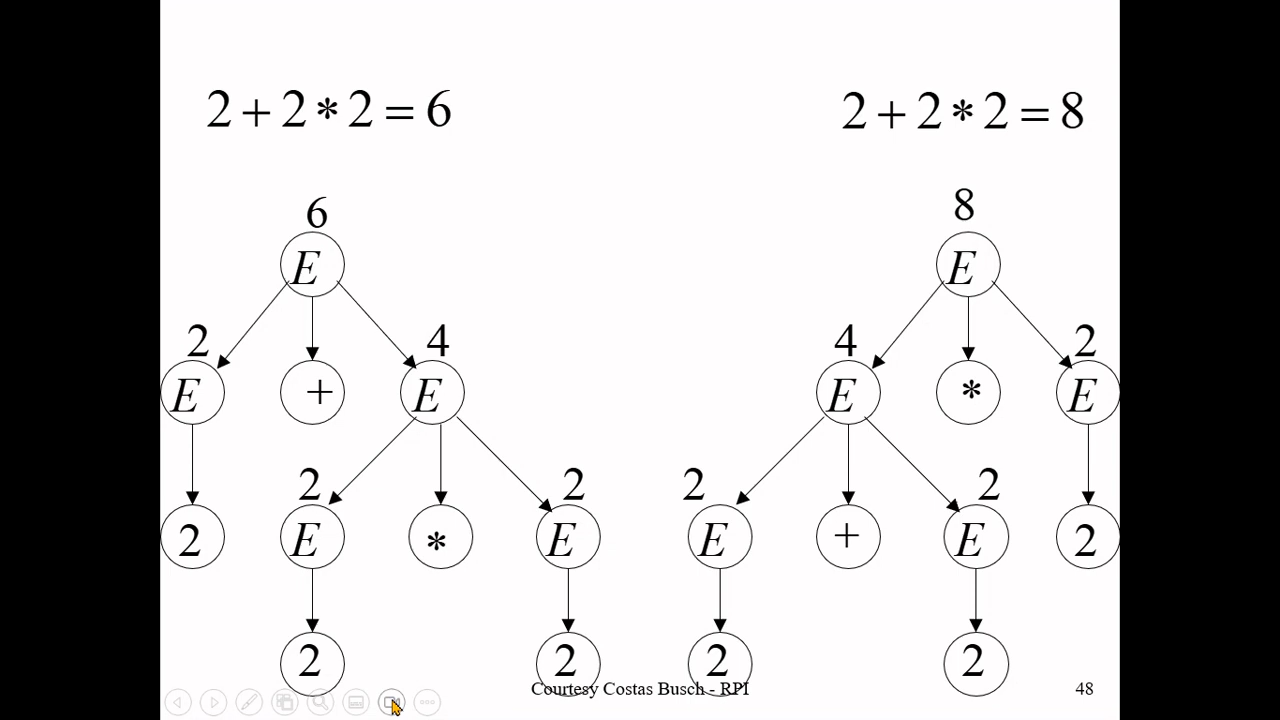 2 + 2 * 2 = 6 2 + 2 * 2 = 8
6 8
E E
2 4 4 2
E + E E * E
2 2 2 2
2 E * E E + E 2
2 2 2 2
Courtesy Costas Busch - RPI 48